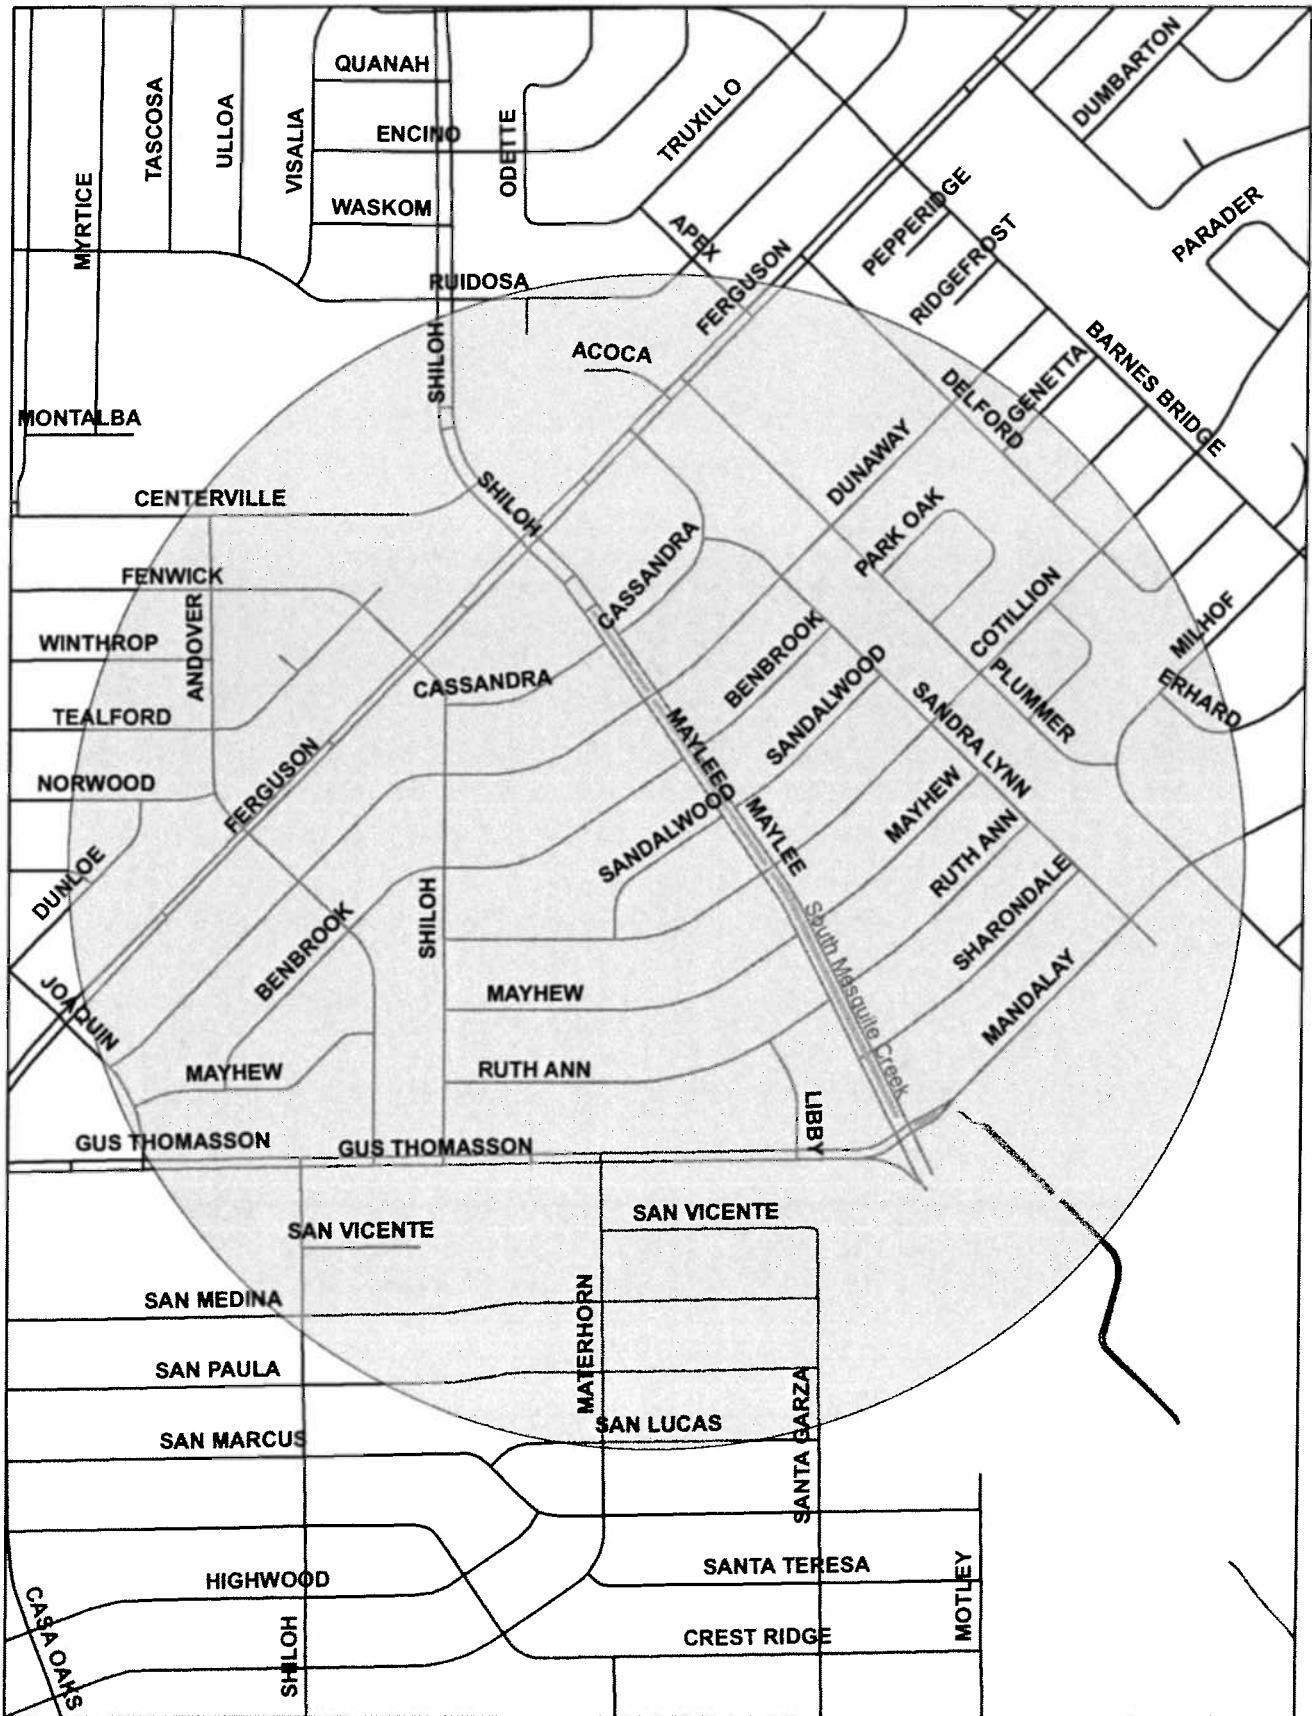 QUANAH
DUMBARTON
TASCOSA
ULLOA
VISALIA
ENCINO
ODETTE
TRUXILLO
MYRTICE
WASKOM
APEX
PEPPERIDGE
PARADER
RIDGEFROST
FERGUSON
RUIDOSA
SHILOH
ACOCA
BARNES BRIDGE
GENETTA
DELFORD
MONTALBA
DUNAWAY
CENTERVILLE
SHILOH
PARK OAK
CASSANDRA
FENWICK
ANDOVER
COTILLION
MILHOF
WINTHROP
BENBROOK
CASSANDRA
SANDALWOOD
PLUMMER
ERHARD
TEALFORD
MAYLEE
SANDRA LYNN
NORWOOD
FERGUSON
SANDALWOOD
MAYLEE
MAYHEW
RUTH ANN
DUNLOE
SHILOH
SHARONDALE
BENBROOK
South Mesquite Creek
JOAQUIN
MAYHEW
MANDALAY
MAYHEW
RUTH ANN
LIBBY
GUS THOMASSON
GUS THOMASSON
SAN VICENTE
SAN VICENTE
SAN MEDINA
MATERHORN
SAN PAULA
SANTA GARZA
SAN LUCAS
SAN MARCUS
HIGHWOOD
SANTA TERESA
MOTLEY
CASA OAKS
SHILOH
CREST RIDGE